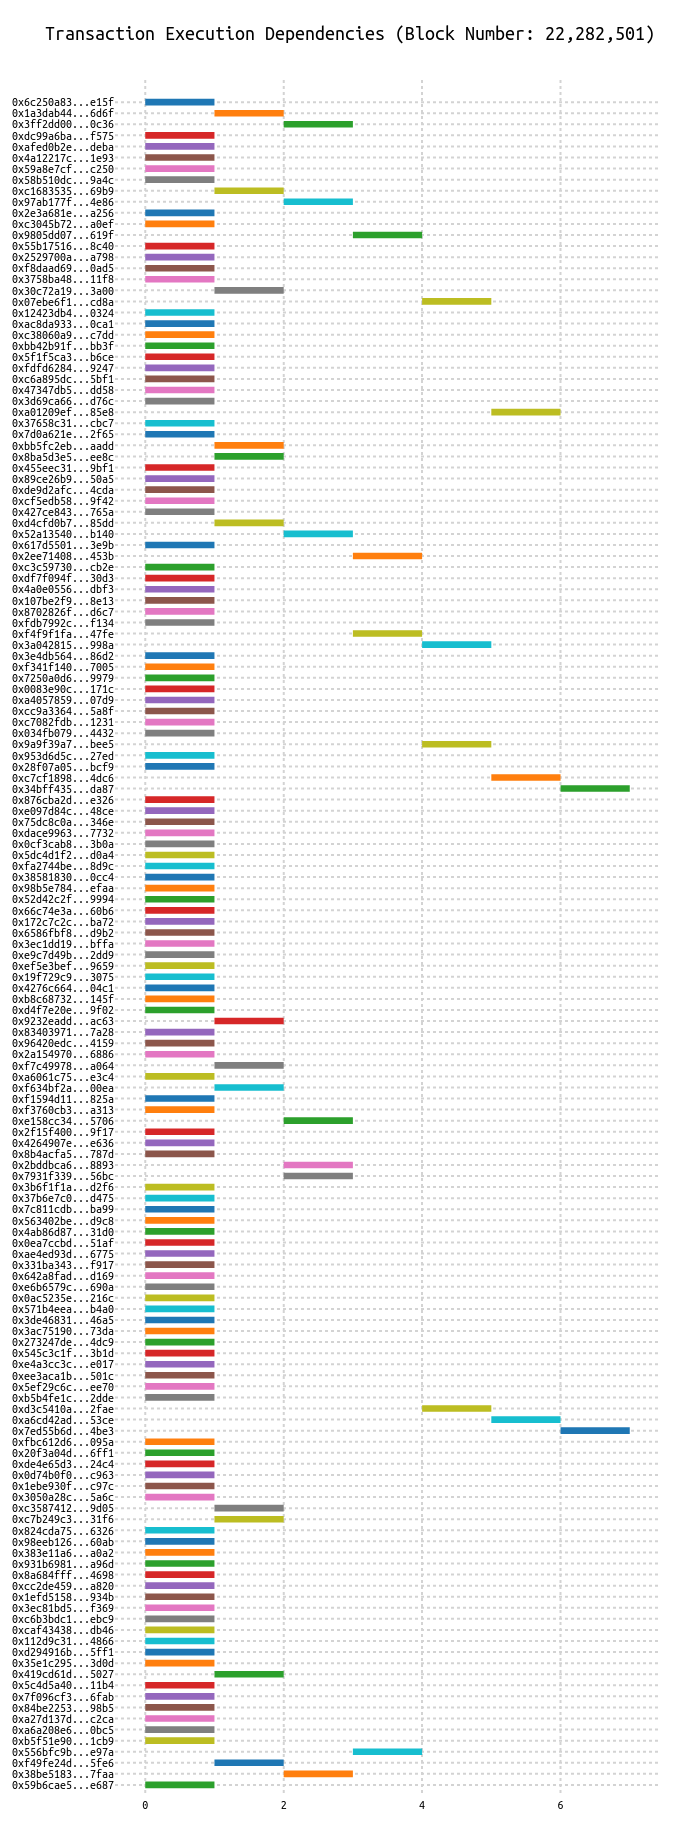 Transaction Execution Dependencies (Block Number: 22,282,501)
0x6c250a83...e15f
0x1a3dab44...6d6f
0x3ff2dd00...0c36
0xdc99a6ba...f575
0xafed0b2e...deba
0x4a12217c...1e93
0x59a8e7cf...c250
0x58b510dc...9a4c
0xc1683535...69b9
0x97ab177f...4e86
0x2e3a681e...a256
0xc3045b72...a0ef
0x9805dd07...619f
0x55b17516...8c40
0x2529700a...a798
0xf8daad69...0ad5
0x3758ba48...11f8
0x30c72a19...3a00
0x07ebe6f1...cd8a
0x12423db4...0324
0xac8da933...0ca1
0xc38060a9...c7dd
0xbb42b91f...bb3f
0x5f1f5ca3...b6ce
0xfdfd6284...9247
0xc6a895dc...5bf1
0x47347db5...dd58
0x3d69ca66...d76c
0xa01209ef...85e8
0x37658c31...cbc7
0x7d0a621e...2f65
0xbb5fc2eb...aadd
0x8ba5d3e5...ee8c
0x455eec31...9bf1
0x89ce26b9...50a5
0xde9d2afc...4cda
0xcf5edb58...9f42
0x427ce843...765a
0xd4cfd0b7...85dd
0x52a13540...b140
0x617d5501...3e9b
0x2ee71408...453b
0xc3c59730...cb2e
0xdf7f094f...30d3
0x4a0e0556...dbf3
0x107be2f9...8e13
0x8702826f...d6c7
0xfdb7992c...f134
0xf4f9f1fa...47fe
0x3a042815...998a
0x3e4db564...86d2
0xf341f140...7005
0x7250a0d6...9979
0x0083e90c...171c
0xa4057859...07d9
0xcc9a3364...5a8f
0xc7082fdb...1231
0x034fb079...4432
0x9a9f39a7...bee5
0x953d6d5c...27ed
0x28f07a05...bcf9
0xc7cf1898...4dc6
0x34bff435...da87
0x876cba2d...e326
0xe097d84c...48ce
0x75dc8c0a...346e
0xdace9963...7732
0x0cf3cab8...3b0a
0x5dc4d1f2...d0a4
0xfa2744be...8d9c
0x38581830...0cc4
0x98b5e784...efaa
0x52d42c2f...9994
0x66c74e3a...60b6
0x172c7c2c...ba72
0x6586fbf8...d9b2
0x3ec1dd19...bffa
0xe9c7d49b...2dd9
0xef5e3bef...9659
0x19f729c9...3075
0x4276c664...04c1
0xb8c68732...145f
0xd4f7e20e...9f02
0x9232eadd...ac63
0x83403971...7a28
0x96420edc...4159
0x2a154970...6886
0xf7c49978...a064
0xa6061c75...e3c4
0xf634bf2a...00ea
0xf1594d11...825a
0xf3760cb3...a313
0xe158cc34...5706
0x2f15f400...9f17
0x4264907e...e636
0x8b4acfa5...787d
0x2bddbca6...8893
0x7931f339...56bc
0x3b6f1f1a...d2f6
0x37b6e7c0...d475
0x7c811cdb...ba99
0x563402be...d9c8
0x4ab86d87...31d0
0x0ea7ccbd...51af
0xae4ed93d...6775
0x331ba343...f917
0x642a8fad...d169
0xe6b6579c...690a
0x0ac5235e...216c
0x571b4eea...b4a0
0x3de46831...46a5
0x3ac75190...73da
0x273247de...4dc9
0x545c3c1f...3b1d
0xe4a3cc3c...e017
0xee3aca1b...501c
0x5ef29c6c...ee70
0xb5b4fe1c...2dde
0xd3c5410a...2fae
0xa6cd42ad...53ce
0x7ed55b6d...4be3
0xfbc612d6...095a
0x20f3a04d...6ff1
0xde4e65d3...24c4
0x0d74b0f0...c963
0x1ebe930f...c97c
0x3050a28c...5a6c
0xc3587412...9d05
0xc7b249c3...31f6
0x824cda75...6326
0x98eeb126...60ab
0x383e11a6...a0a2
0x931b6981...a96d
0x8a684fff...4698
0xcc2de459...a820
0x1efd5158...934b
0x3ec81bd5...f369
0xc6b3bdc1...ebc9
0xcaf43438...db46
0x112d9c31...4866
0xd294916b...5ff1
0x35e1c295...3d0d
0x419cd61d...5027
0x5c4d5a40...11b4
0x7f096cf3...6fab
0x84be2253...98b5
0xa27d137d...c2ca
0xa6a208e6...0bc5
0xb5f51e90...1cb9
0x556bfc9b...e97a
0xf49fe24d...5fe6
0x38be5183...7faa
0x59b6cae5...e687
0 2 4 6